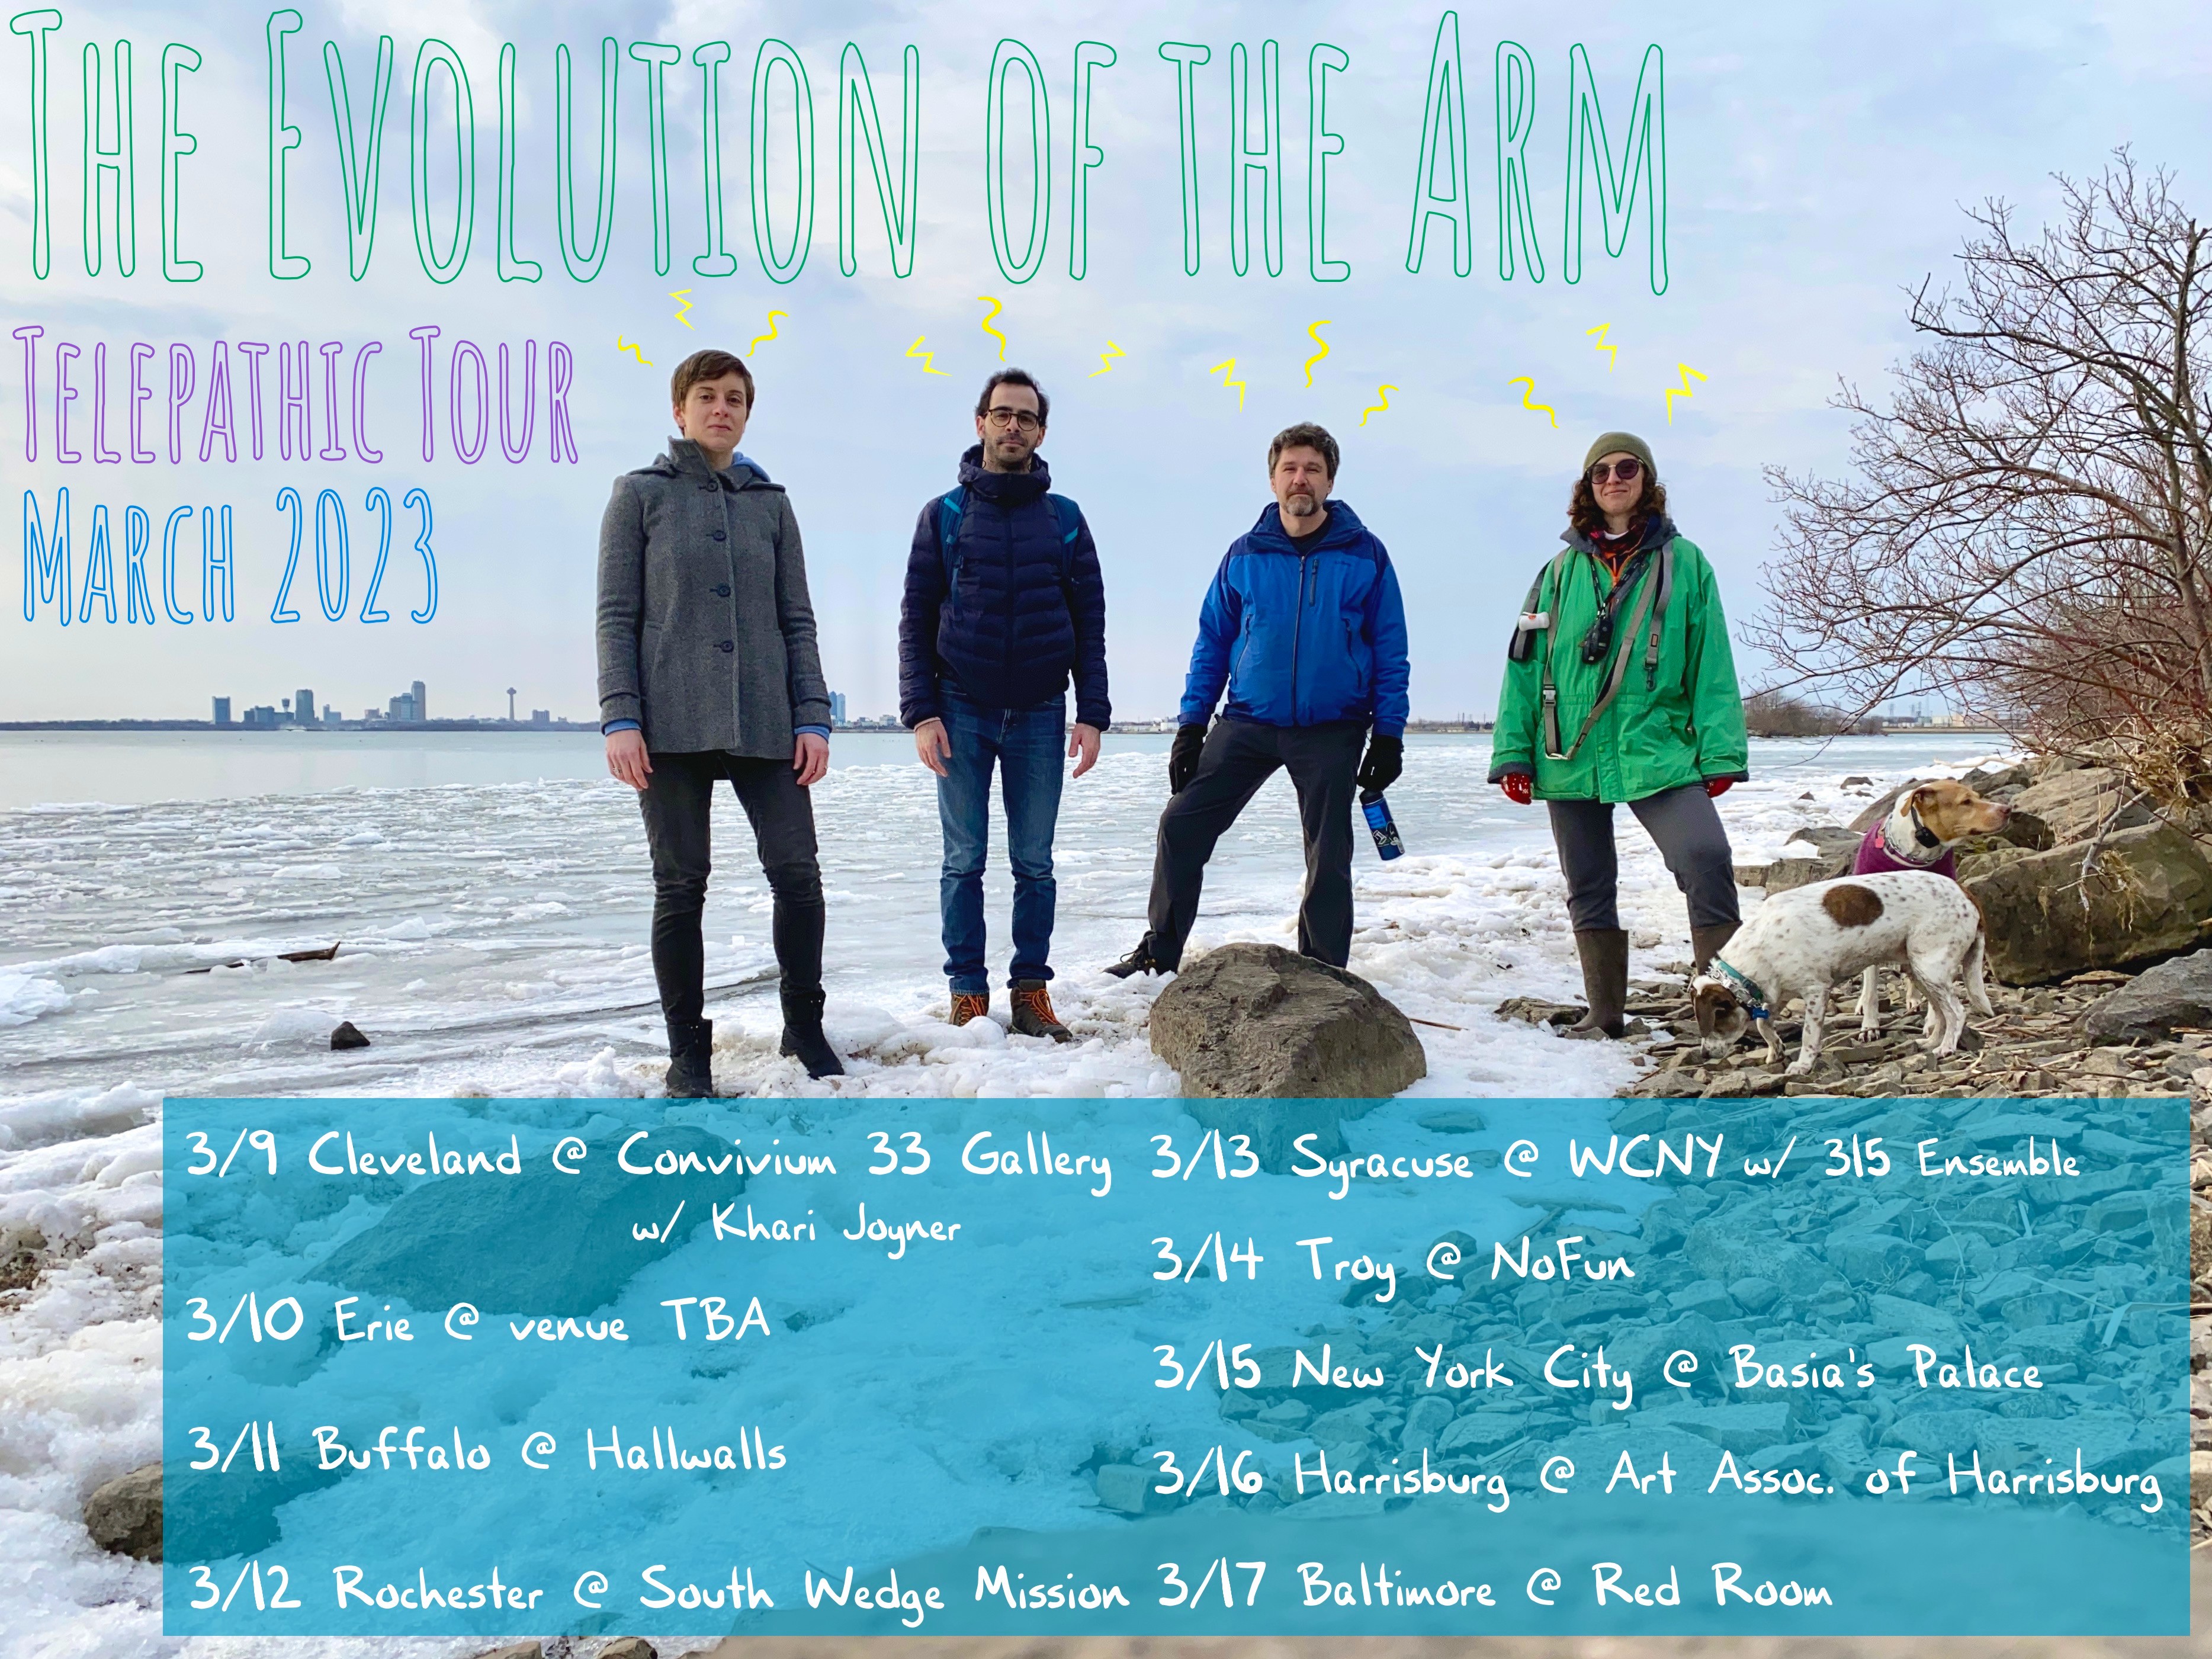 The Evolution of the Arm
Telepathic Tour
March 2023
3/9 Cleveland @ Convivium 33 Gallery
w/ Khari Joyner
3/10 Erie @ venue TBA
3/11 Buffalo @ Hallwalls
3/12 Rochester @ South Wedge Mission
3/13 Syracuse @ WCNY w/ 315 Ensemble
3/14 Troy @ NoFun
3/15 New York City @ Basia's Palace
3/16 Harrisburg @ Art Assoc. of Harrisburg
3/17 Baltimore @ Red Room